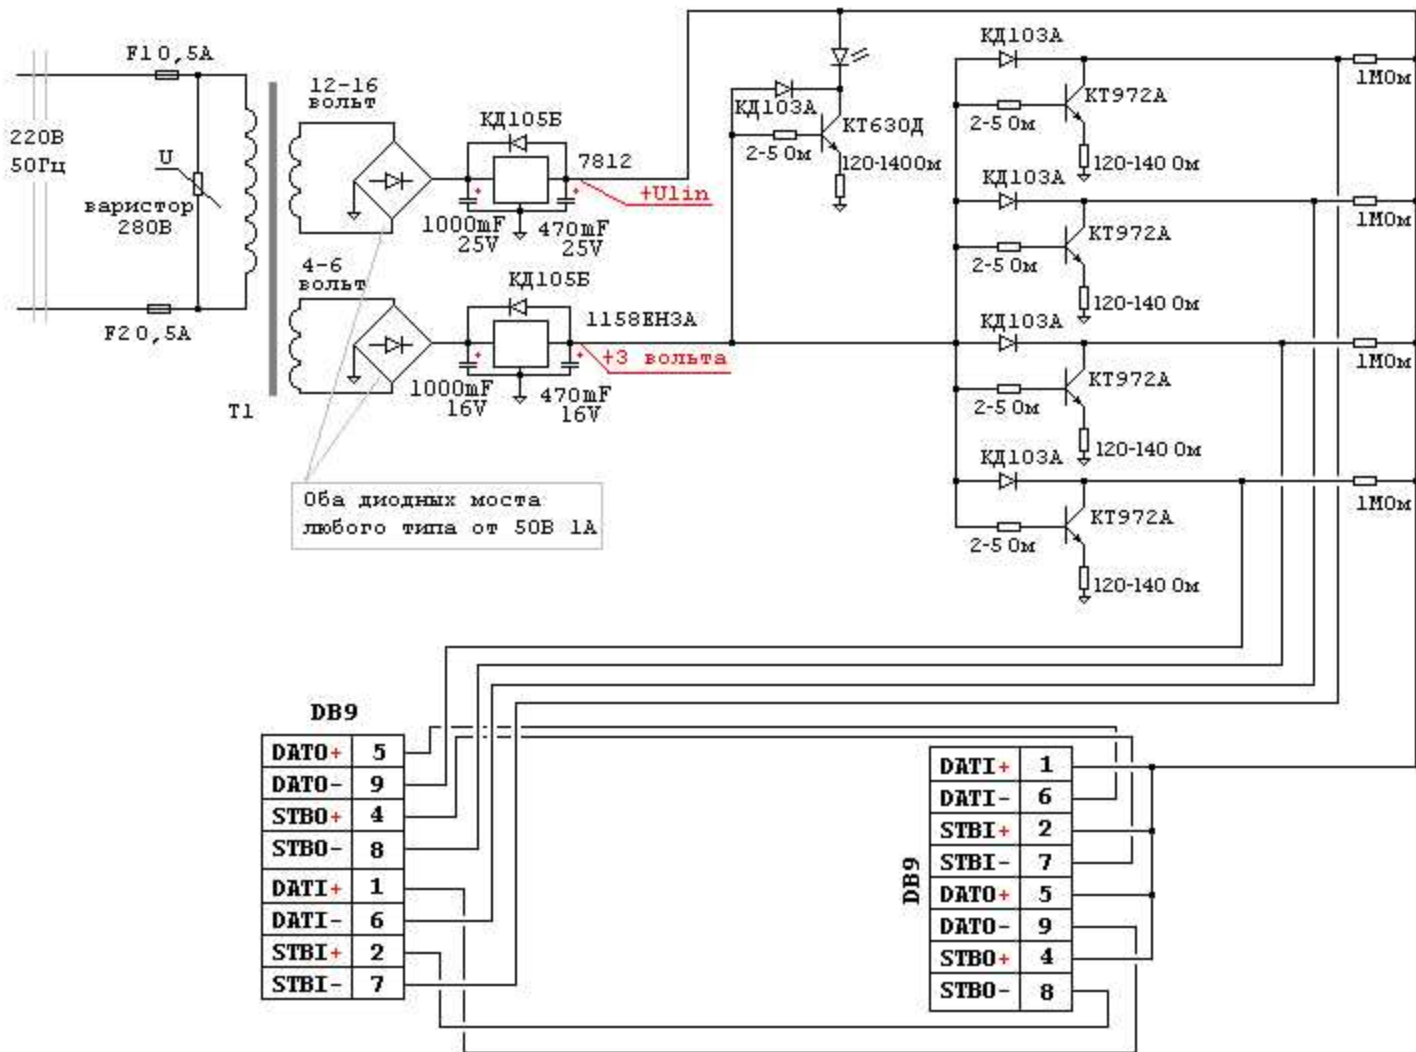 F1 0,5А
220В
50Гц
U
варистор
280В
F2 0,5А
T1
12-16
вольт
КД105Б
7812
+Ulin
1000mF
25V
470mF
25V
4-6
вольт
КД105Б
1158ЕН3А
+3 вольта
1000mF
16V
470mF
16V
Оба диодных моста
любого типа от 50В 1А
КД103А
КТ630Д
2-5 Ом
120-140Ом
КД103А
КТ972А
2-5 Ом
120-140 Ом
1МОм
КД103А
КТ972А
2-5 Ом
120-140 Ом
1МОм
КД103А
КТ972А
2-5 Ом
120-140 Ом
1МОм
КД103А
КТ972А
2-5 Ом
120-140 Ом
1МОм
DB9
DATO+ 5
DATO- 9
STBO+ 4
STBO- 8
DATI+ 1
DATI- 6
STBI+ 2
STBI- 7
DB9
DATI+ 1
DATI- 6
STBI+ 2
STBI- 7
DATO+ 5
DATO- 9
STBO+ 4
STBO- 8